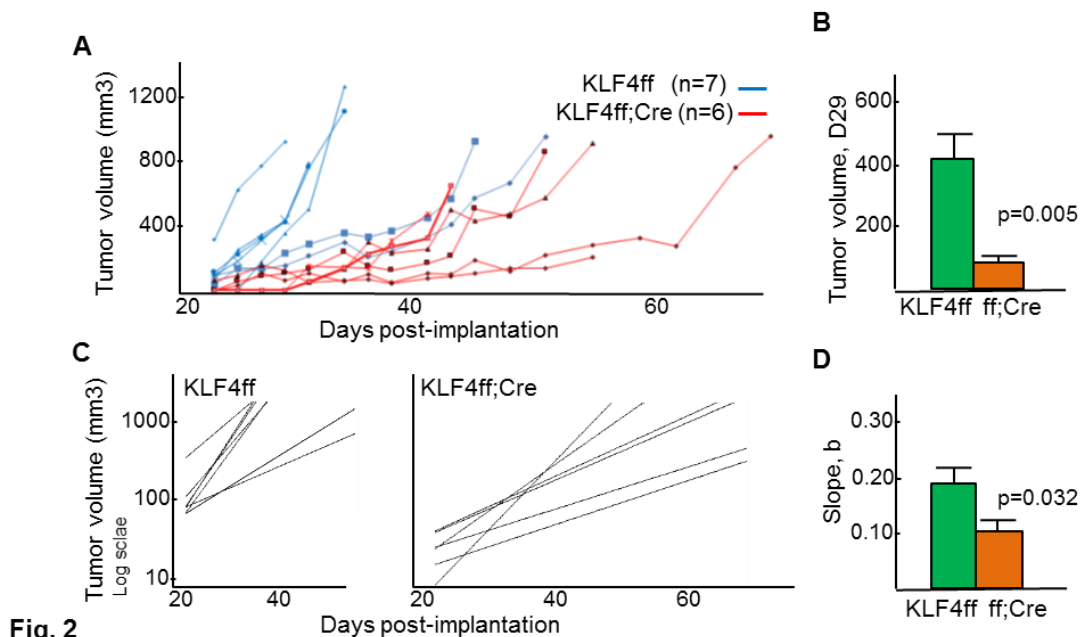 A
Tumor volume (mm3)
1200
800
400
20
40
60
Days post-implantation
KLF4ff (n=7)
KLF4ff;Cre (n=6)
B
Tumor volume, D29
600
400
200
p=0.005
KLF4ff ff;Cre
C
Tumor volume (mm3)
Log sclae
1000
100
10
KLF4ff
20
40
KLF4ff;Cre
20
40
60
Days post-implantation
D
Slope, b
0.30
0.20
0.10
p=0.032
KLF4ff ff;Cre
Fig. 2